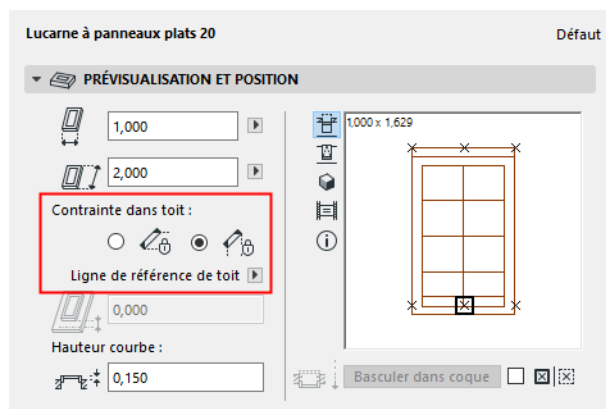 Lucarne à panneaux plats 20
Défaut
PRÉVISUALISATION ET POSITION
1,000
2,000
Contrainte dans toit :
Ligne de référence de toit
0,000
Hauteur courbe :
0,150
1,000 x 1,629
Basculer dans coque